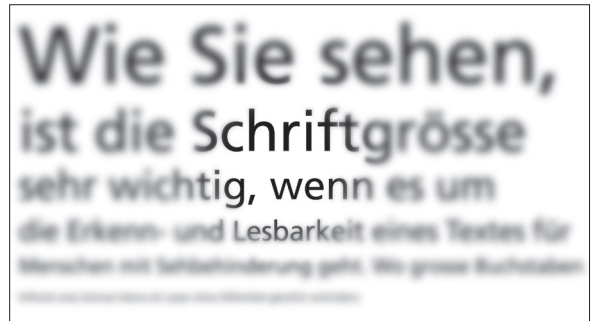 Wie Sie sehen,
ist die Schriftgrösse
sehr wichtig, wenn es um
die Erkenn- und Lesbarkeit eines Textes für
Menschen mit Sehbehinderung geht. Wo grosse Buchstaben